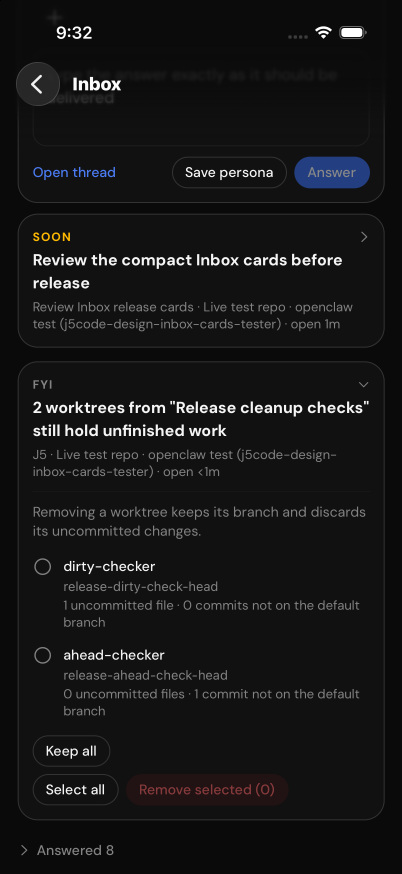 9:32
Inbox
the answer exactly as it should be
delivered
Open thread
Save persona
Answer
SOON
Review the compact Inbox cards before
release
Review Inbox release cards · Live test repo · openclaw
test (j5code-design-inbox-cards-tester) · open 1m
FYI
2 worktrees from "Release cleanup checks"
still hold unfinished work
J5 · Live test repo · openclaw test (j5code-design-
inbox-cards-tester) · open <1m
Removing a worktree keeps its branch and discards
its uncommitted changes.
dirty-checker
release-dirty-check-head
1 uncommitted file · 0 commits not on the default
branch
ahead-checker
release-ahead-check-head
0 uncommitted files · 1 commit not on the default
branch
Keep all
Select all
Remove selected (0)
Answered 8